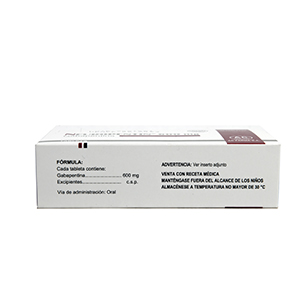 FÓRMULA:
Cada tableta contiene:
Gabapentina..................600 mg
Excipientes..................c.s.p.
Vía de administración: Oral
ADVERTENCIA: Ver inserto adjunto
VENTA CON RECETA MÉDICA
MANTÉNGASE FUERA DEL ALCANCE DE LOS NIÑOS
ALMACÉNESE A TEMPERATURA NO MAYOR DE 30 °C